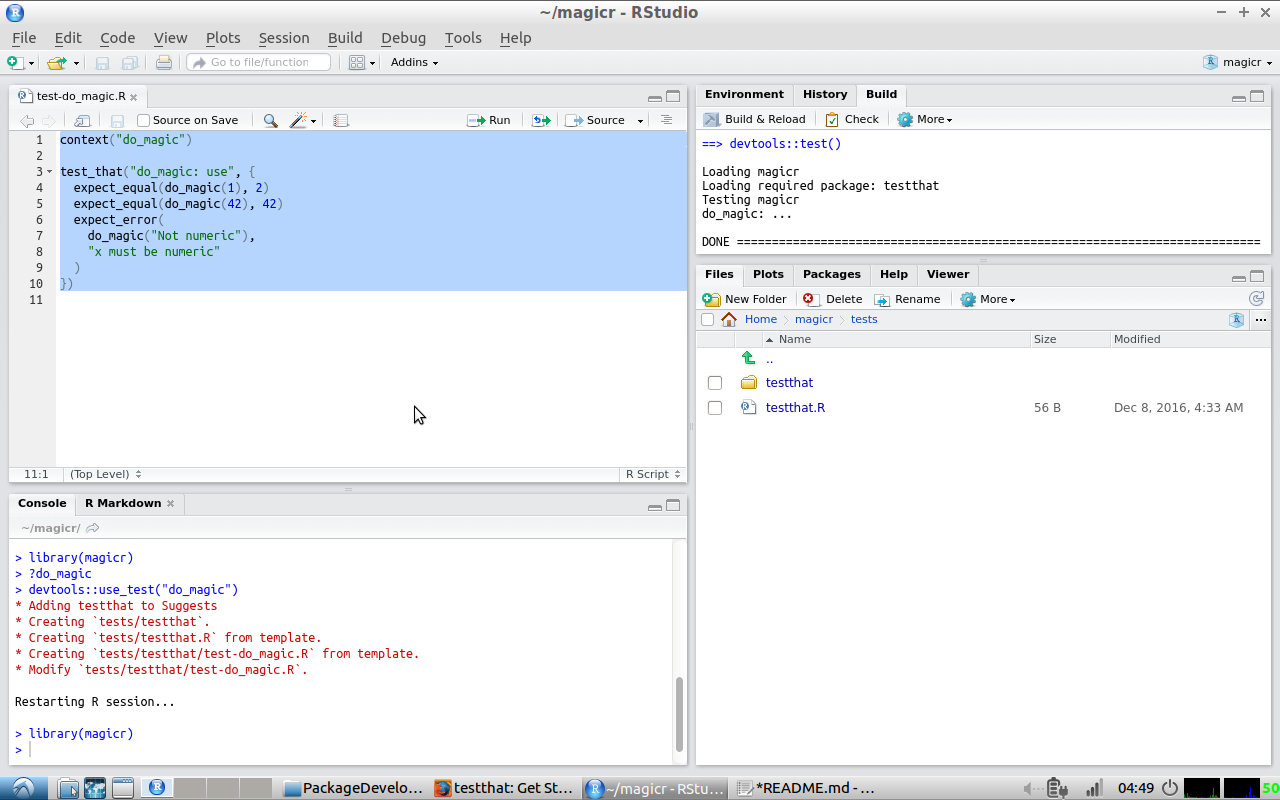 ~/magicr - RStudio
File Edit Code View Plots Session Build Debug Tools Help
Go to file/function Addins magicr
test-do_magic.R
Source on Save Run Source
1 context("do_magic")
2
3 test_that("do_magic: use", {
4 expect_equal(do_magic(1), 2)
5 expect_equal(do_magic(42), 42)
6 expect_error(
7 do_magic("Not numeric"),
8 "x must be numeric"
9 )
10 })
11
11:1 (Top Level) R Script
Console R Markdown
~/magicr/
> library(magicr)
> ?do_magic
> devtools::use_test("do_magic")
* Adding testthat to Suggests
* Creating `tests/testthat`.
* Creating `tests/testthat.R` from template.
* Creating `tests/testthat/test-do_magic.R` from template.
* Modify `tests/testthat/test-do_magic.R`.
Restarting R session...
> library(magicr)
>
Environment History Build
Build & Reload Check More
==> devtools::test()
Loading magicr
Loading required package: testthat
Testing magicr
do_magic: ...
DONE ===========================================================================
Files Plots Packages Help Viewer
New Folder Delete Rename More
Home magicr tests
Name Size Modified
..
testthat
testthat.R 56 B Dec 8, 2016, 4:33 AM
PackageDevelo... testthat: Get St... ~/magicr - RStu... *README.md - ... 04:49 50